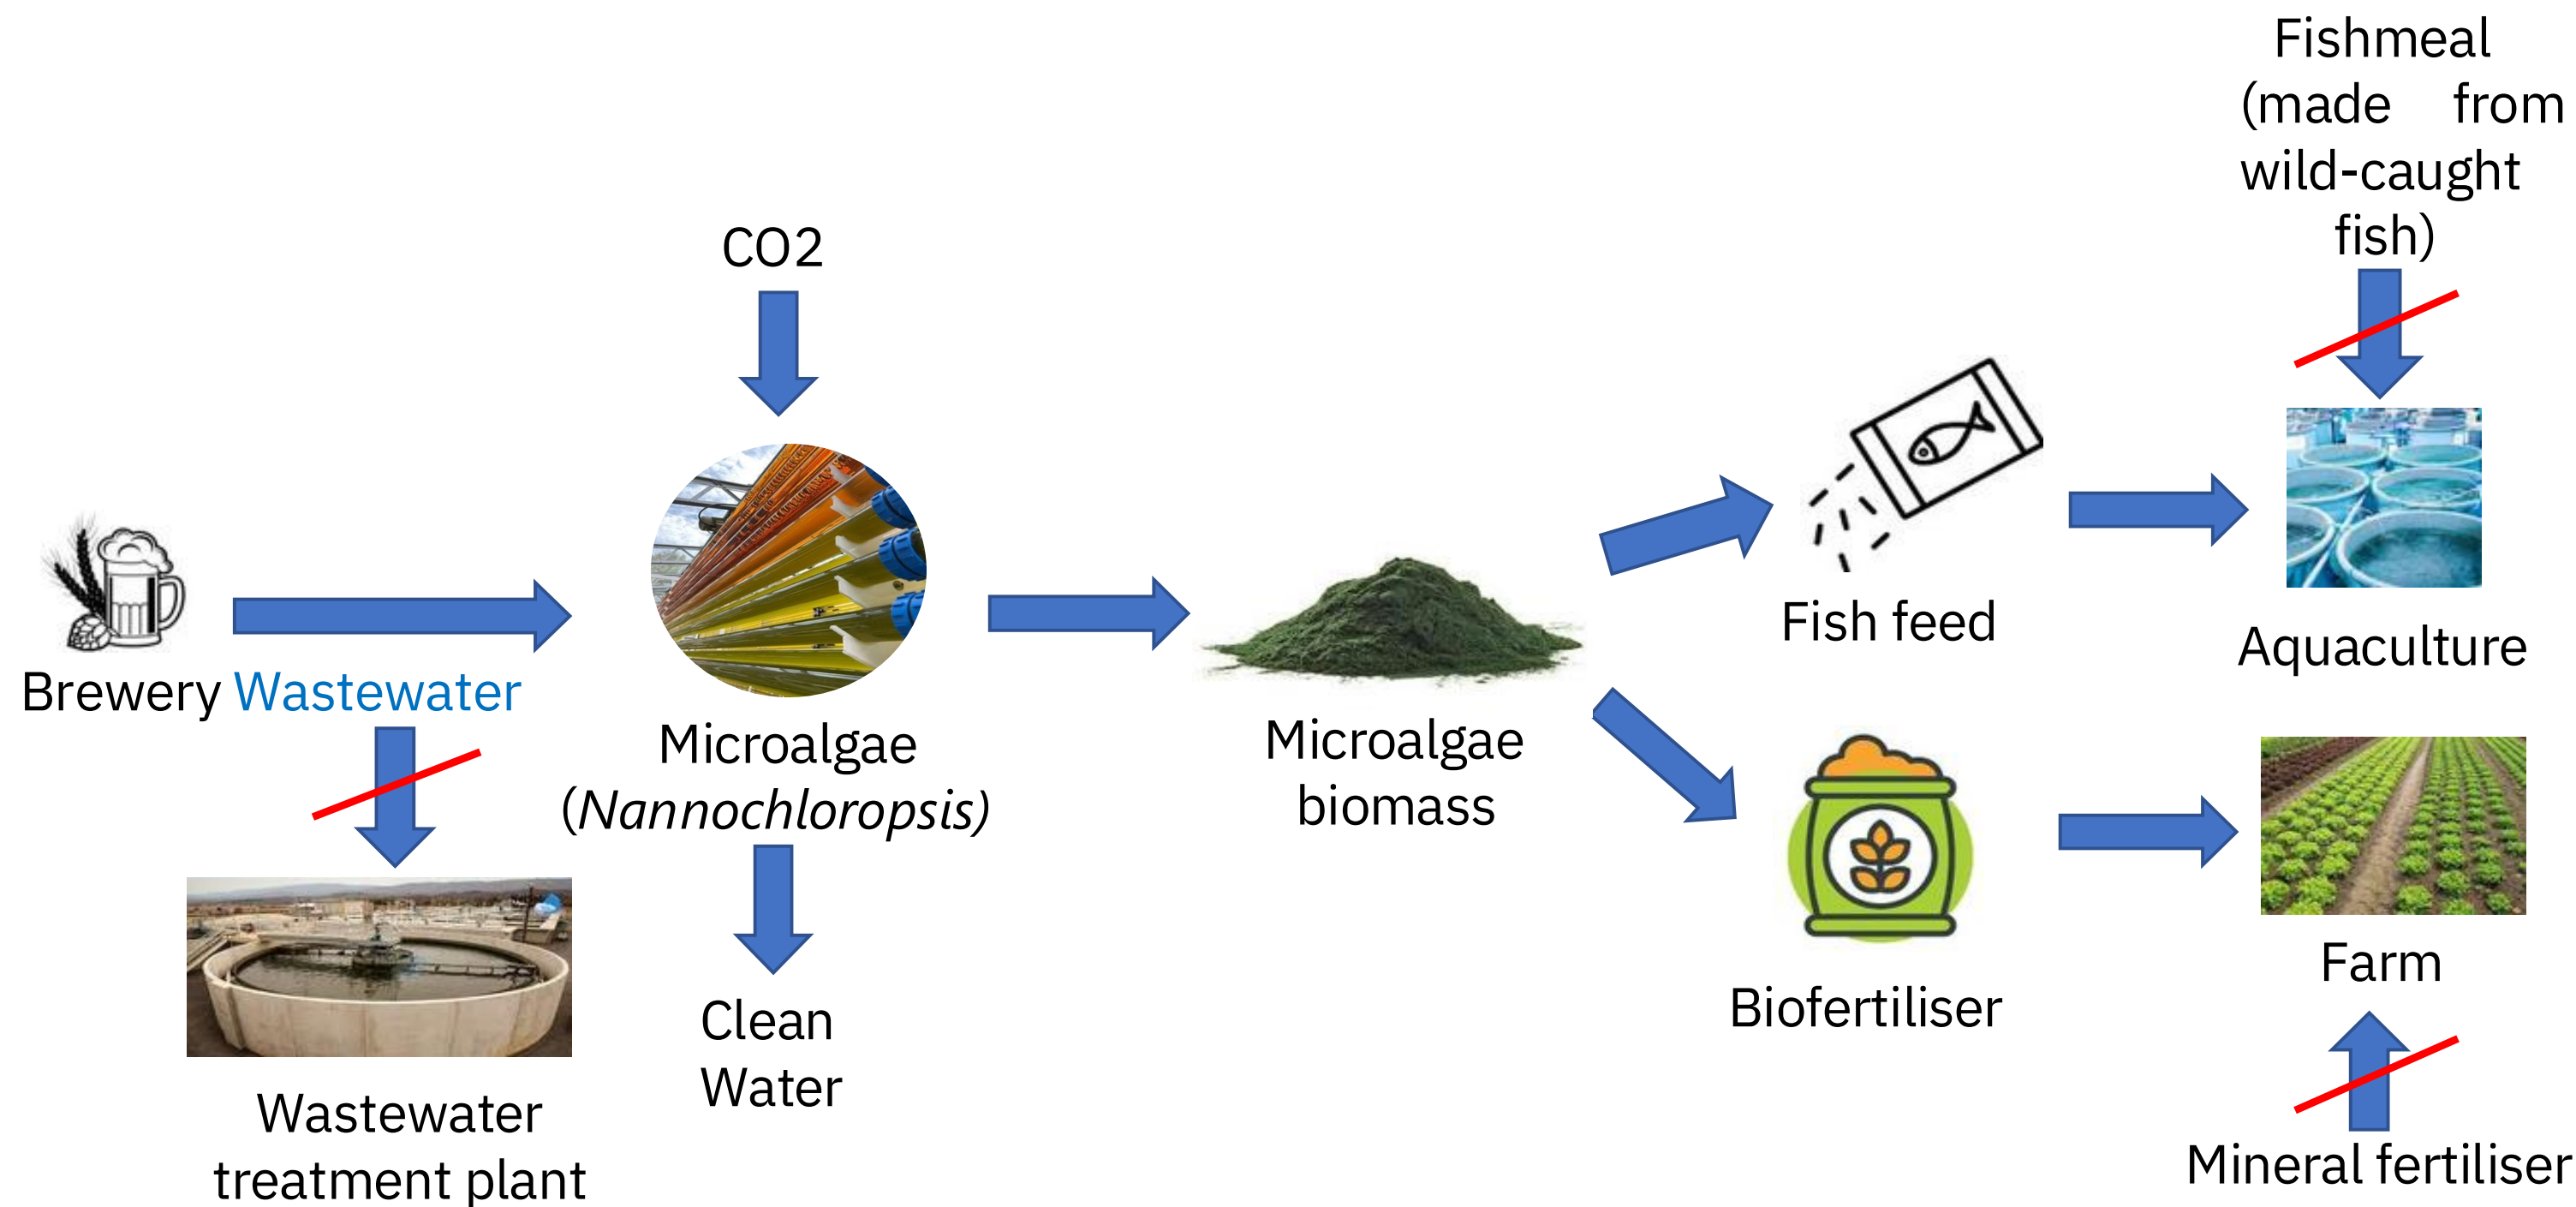 Fishmeal
(made from
wild-caught
fish)
CO2
Brewery Wastewater
Microalgae
(Nannochloropsis)
Microalgae
biomass
Fish feed
Aquaculture
Biofertiliser
Farm
Clean
Water
Wastewater
treatment plant
Mineral fertiliser